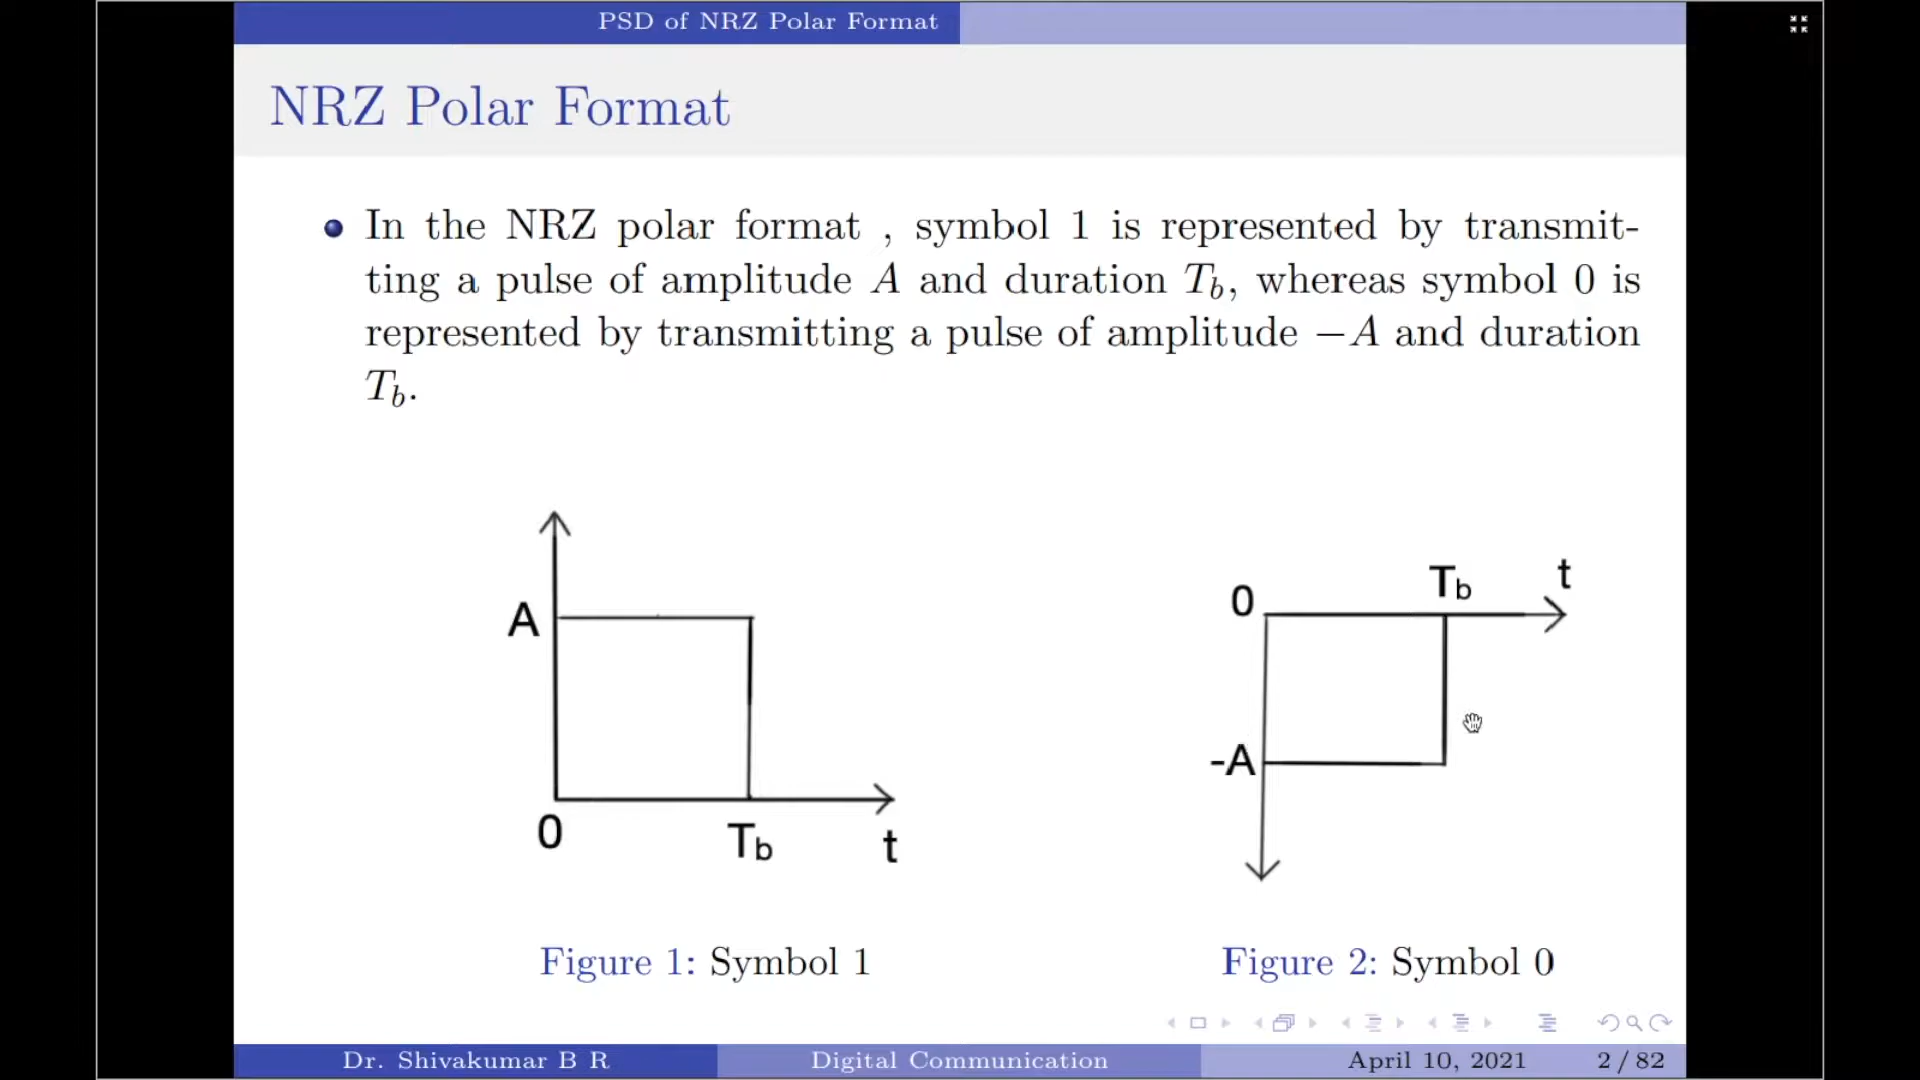 PSD of NRZ Polar Format
NRZ Polar Format
In the NRZ polar format , symbol 1 is represented by transmit-
ting a pulse of amplitude A and duration T_b, whereas symbol 0 is
represented by transmitting a pulse of amplitude −A and duration
T_b.
A
0
T_b
t
0
T_b
t
-A
Figure 1: Symbol 1
Figure 2: Symbol 0
Dr. Shivakumar B R
Digital Communication
April 10, 2021
2 / 82